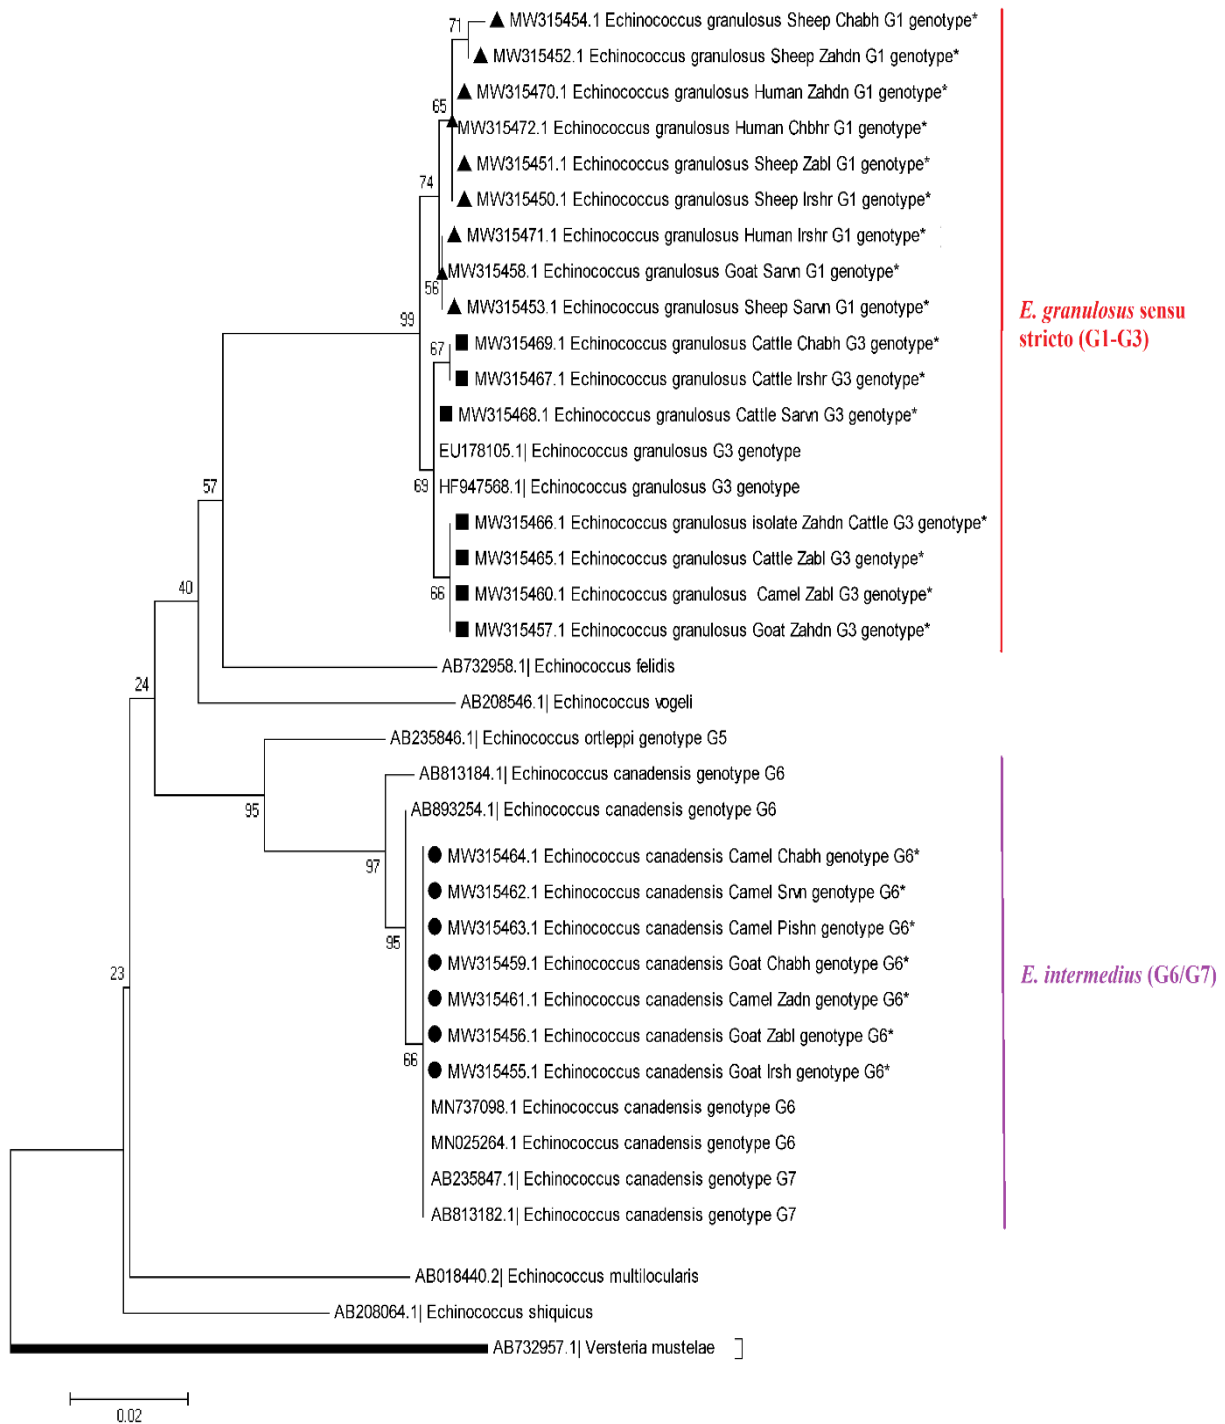 71
MW315454.1 Echinococcus granulosus Sheep Chabh G1 genotype*
MW315452.1 Echinococcus granulosus Sheep Zahdn G1 genotype*
MW315470.1 Echinococcus granulosus Human Zahdn G1 genotype*
65
MW315472.1 Echinococcus granulosus Human Chbhr G1 genotype*
MW315451.1 Echinococcus granulosus Sheep Zabl G1 genotype*
74
MW315450.1 Echinococcus granulosus Sheep Irshr G1 genotype*
MW315471.1 Echinococcus granulosus Human Irshr G1 genotype*
MW315458.1 Echinococcus granulosus Goat Sarvn G1 genotype*
56
MW315453.1 Echinococcus granulosus Sheep Sarvn G1 genotype*
99
E. granulosus sensu
stricto (G1-G3)
MW315469.1 Echinococcus granulosus Cattle Chabh G3 genotype*
67
MW315467.1 Echinococcus granulosus Cattle Irshr G3 genotype*
MW315468.1 Echinococcus granulosus Cattle Sarvn G3 genotype*
EU178105.1| Echinococcus granulosus G3 genotype
HF947568.1| Echinococcus granulosus G3 genotype
69
57
MW315466.1 Echinococcus granulosus isolate Zahdn Cattle G3 genotype*
MW315465.1 Echinococcus granulosus Cattle Zabl G3 genotype*
MW315460.1 Echinococcus granulosus Camel Zabl G3 genotype*
66
40
MW315457.1 Echinococcus granulosus Goat Zahdn G3 genotype*
AB732958.1| Echinococcus felidis
24
AB208546.1| Echinococcus vogeli
AB235846.1| Echinococcus ortleppi genotype G5
AB813184.1| Echinococcus canadensis genotype G6
95
AB893254.1| Echinococcus canadensis genotype G6
MW315464.1 Echinococcus canadensis Camel Chabh genotype G6*
97
MW315462.1 Echinococcus canadensis Camel Srvn genotype G6*
MW315463.1 Echinococcus canadensis Camel Pishn genotype G6*
95
MW315459.1 Echinococcus canadensis Goat Chabh genotype G6*
23
E. intermedius (G6/G7)
MW315461.1 Echinococcus canadensis Camel Zadn genotype G6*
MW315456.1 Echinococcus canadensis Goat Zabl genotype G6*
66
MW315455.1 Echinococcus canadensis Goat Irsh genotype G6*
MN737098.1 Echinococcus canadensis genotype G6
MN025264.1 Echinococcus canadensis genotype G6
AB235847.1| Echinococcus canadensis genotype G7
AB813182.1| Echinococcus canadensis genotype G7
AB018440.2| Echinococcus multilocularis
AB208064.1| Echinococcus shiquicus
AB732957.1| Versteria mustelae
0.02